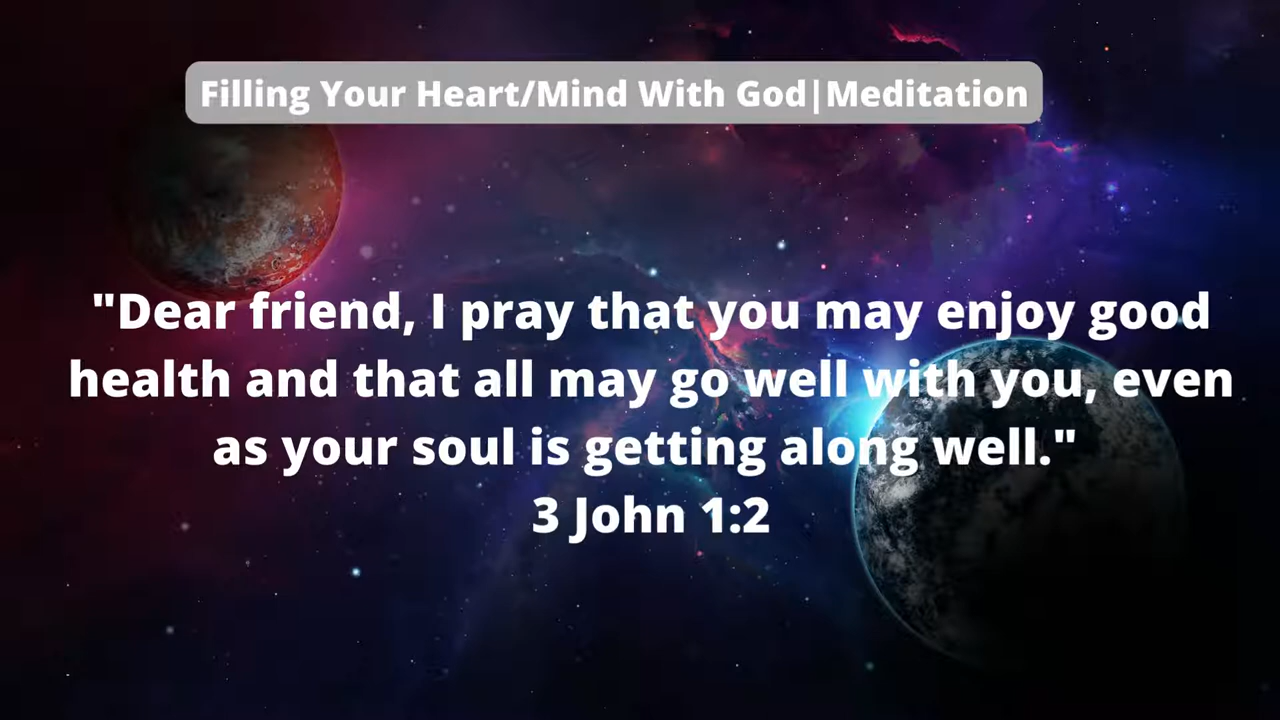 Filling Your Heart/Mind With God|Meditation
"Dear friend, I pray that you may enjoy good
health and that all may go well with you, even
as your soul is getting along well."
3 John 1:2